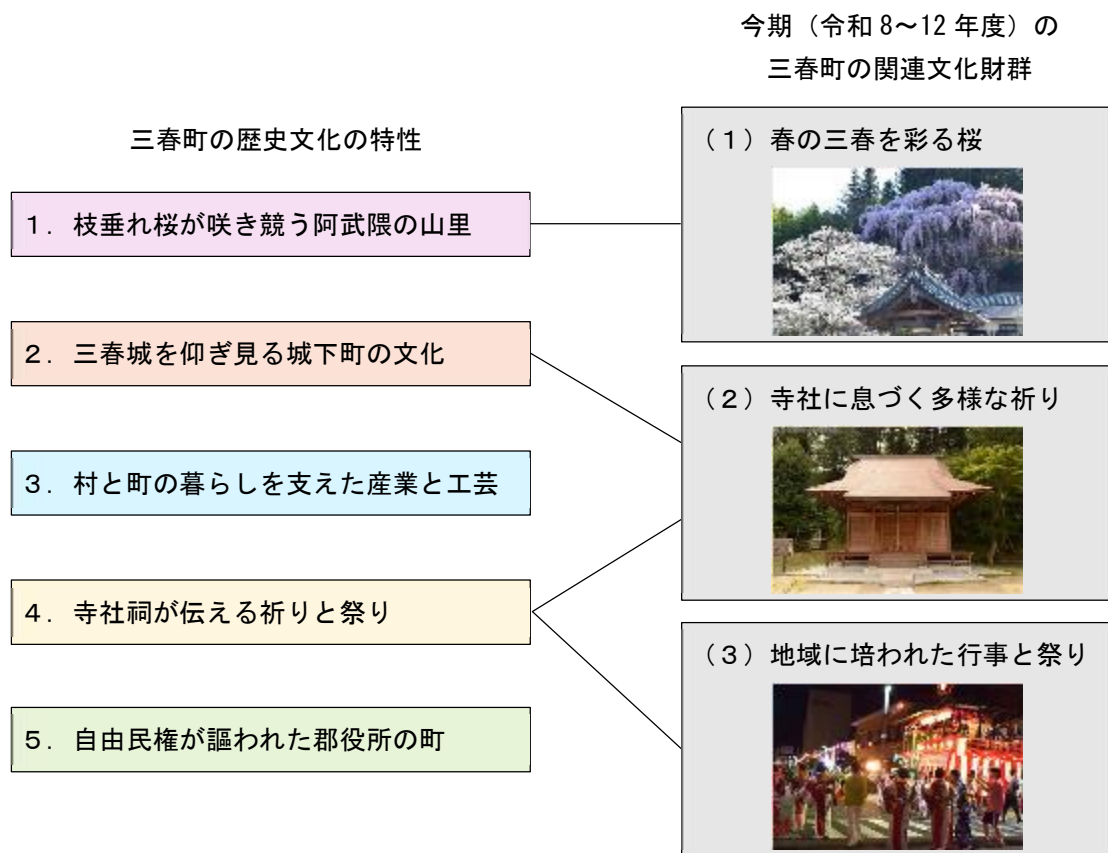 今期（令和8～12年度）の
三春町の関連文化財群
三春町の歴史文化の特性
1．枝垂れ桜が咲き競う阿武隈の山里
2．三春城を仰ぎ見る城下町の文化
3．村と町の暮らしを支えた産業と工芸
4．寺社祠が伝える祈りと祭り
5．自由民権が謳われた郡役所の町
（1）春の三春を彩る桜
（2）寺社に息づく多様な祈り
（3）地域に培われた行事と祭り